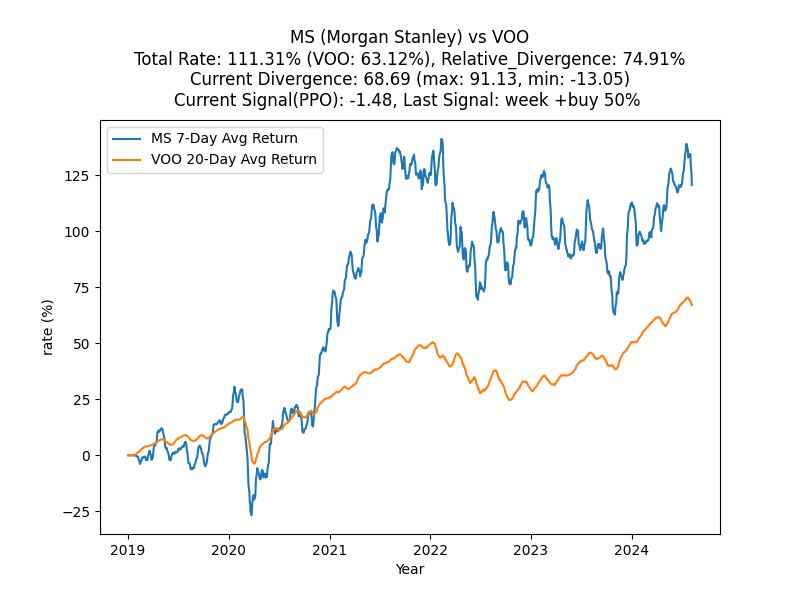 MS (Morgan Stanley) vs VOO
Total Rate: 111.31% (VOO: 63.12%), Relative_Divergence: 74.91%
Current Divergence: 68.69 (max: 91.13, min: -13.05)
Current Signal(PPO): -1.48, Last Signal: week +buy 50%
MS 7-Day Avg Return
VOO 20-Day Avg Return
125
100
75
50
25
0
−25
rate (%)
2019 2020 2021 2022 2023 2024
Year